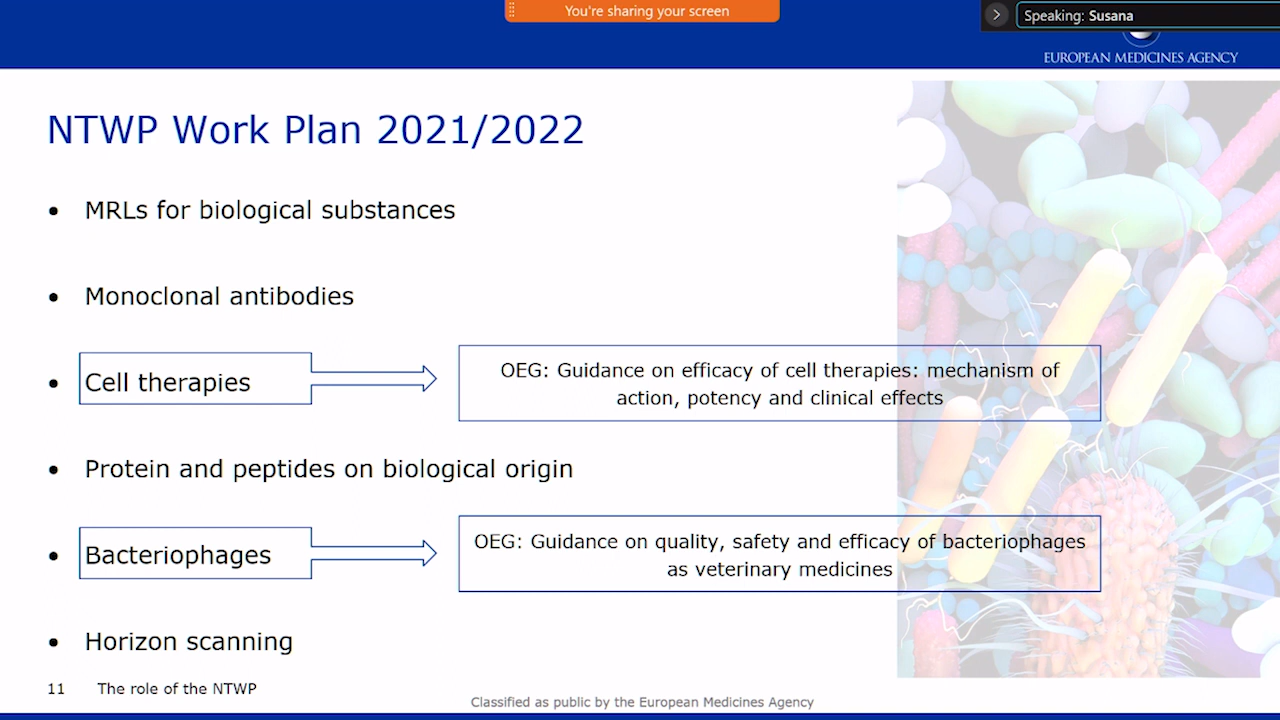 You're sharing your screen
Speaking: Susana
EUROPEAN MEDICINES AGENCY
NTWP Work Plan 2021/2022
• MRLs for biological substances
• Monoclonal antibodies
• Cell therapies
OEG: Guidance on efficacy of cell therapies: mechanism of
action, potency and clinical effects
• Protein and peptides on biological origin
• Bacteriophages
OEG: Guidance on quality, safety and efficacy of bacteriophages
as veterinary medicines
• Horizon scanning
11 The role of the NTWP
Classified as public by the European Medicines Agency